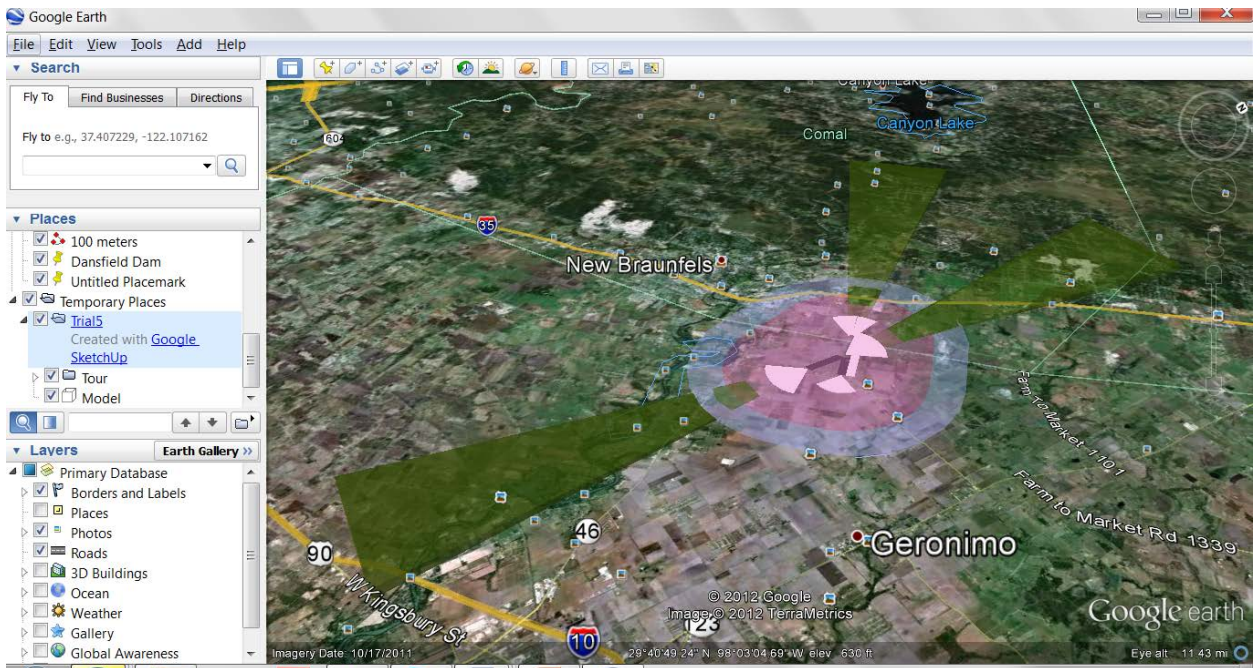 Google Earth
File Edit View Tools Add Help
Search
Fly To Find Businesses Directions
Fly to e.g., 37.407229, -122.107162
Places
100 meters
Dansfield Dam
Untitled Placemark
Temporary Places
Trial5
Created with Google
SketchUp
Tour
Model
Layers Earth Gallery »
Primary Database
Borders and Labels
Places
Photos
Roads
3D Buildings
Ocean
Weather
Gallery
Global Awareness
Canyon Lake
Canyon Lake
Comal
N
604
35
New Braunfels
Farm To Market 1101
Farm to Market Rd 1339
46
Geronimo
90
W Kingsbury St
123
10
© 2012 Google
Image © 2012 TerraMetrics
Google earth
Imagery Date: 10/17/2011 29°40'49.24" N 98°03'04.69" W elev 630 ft Eye alt 11.43 mi